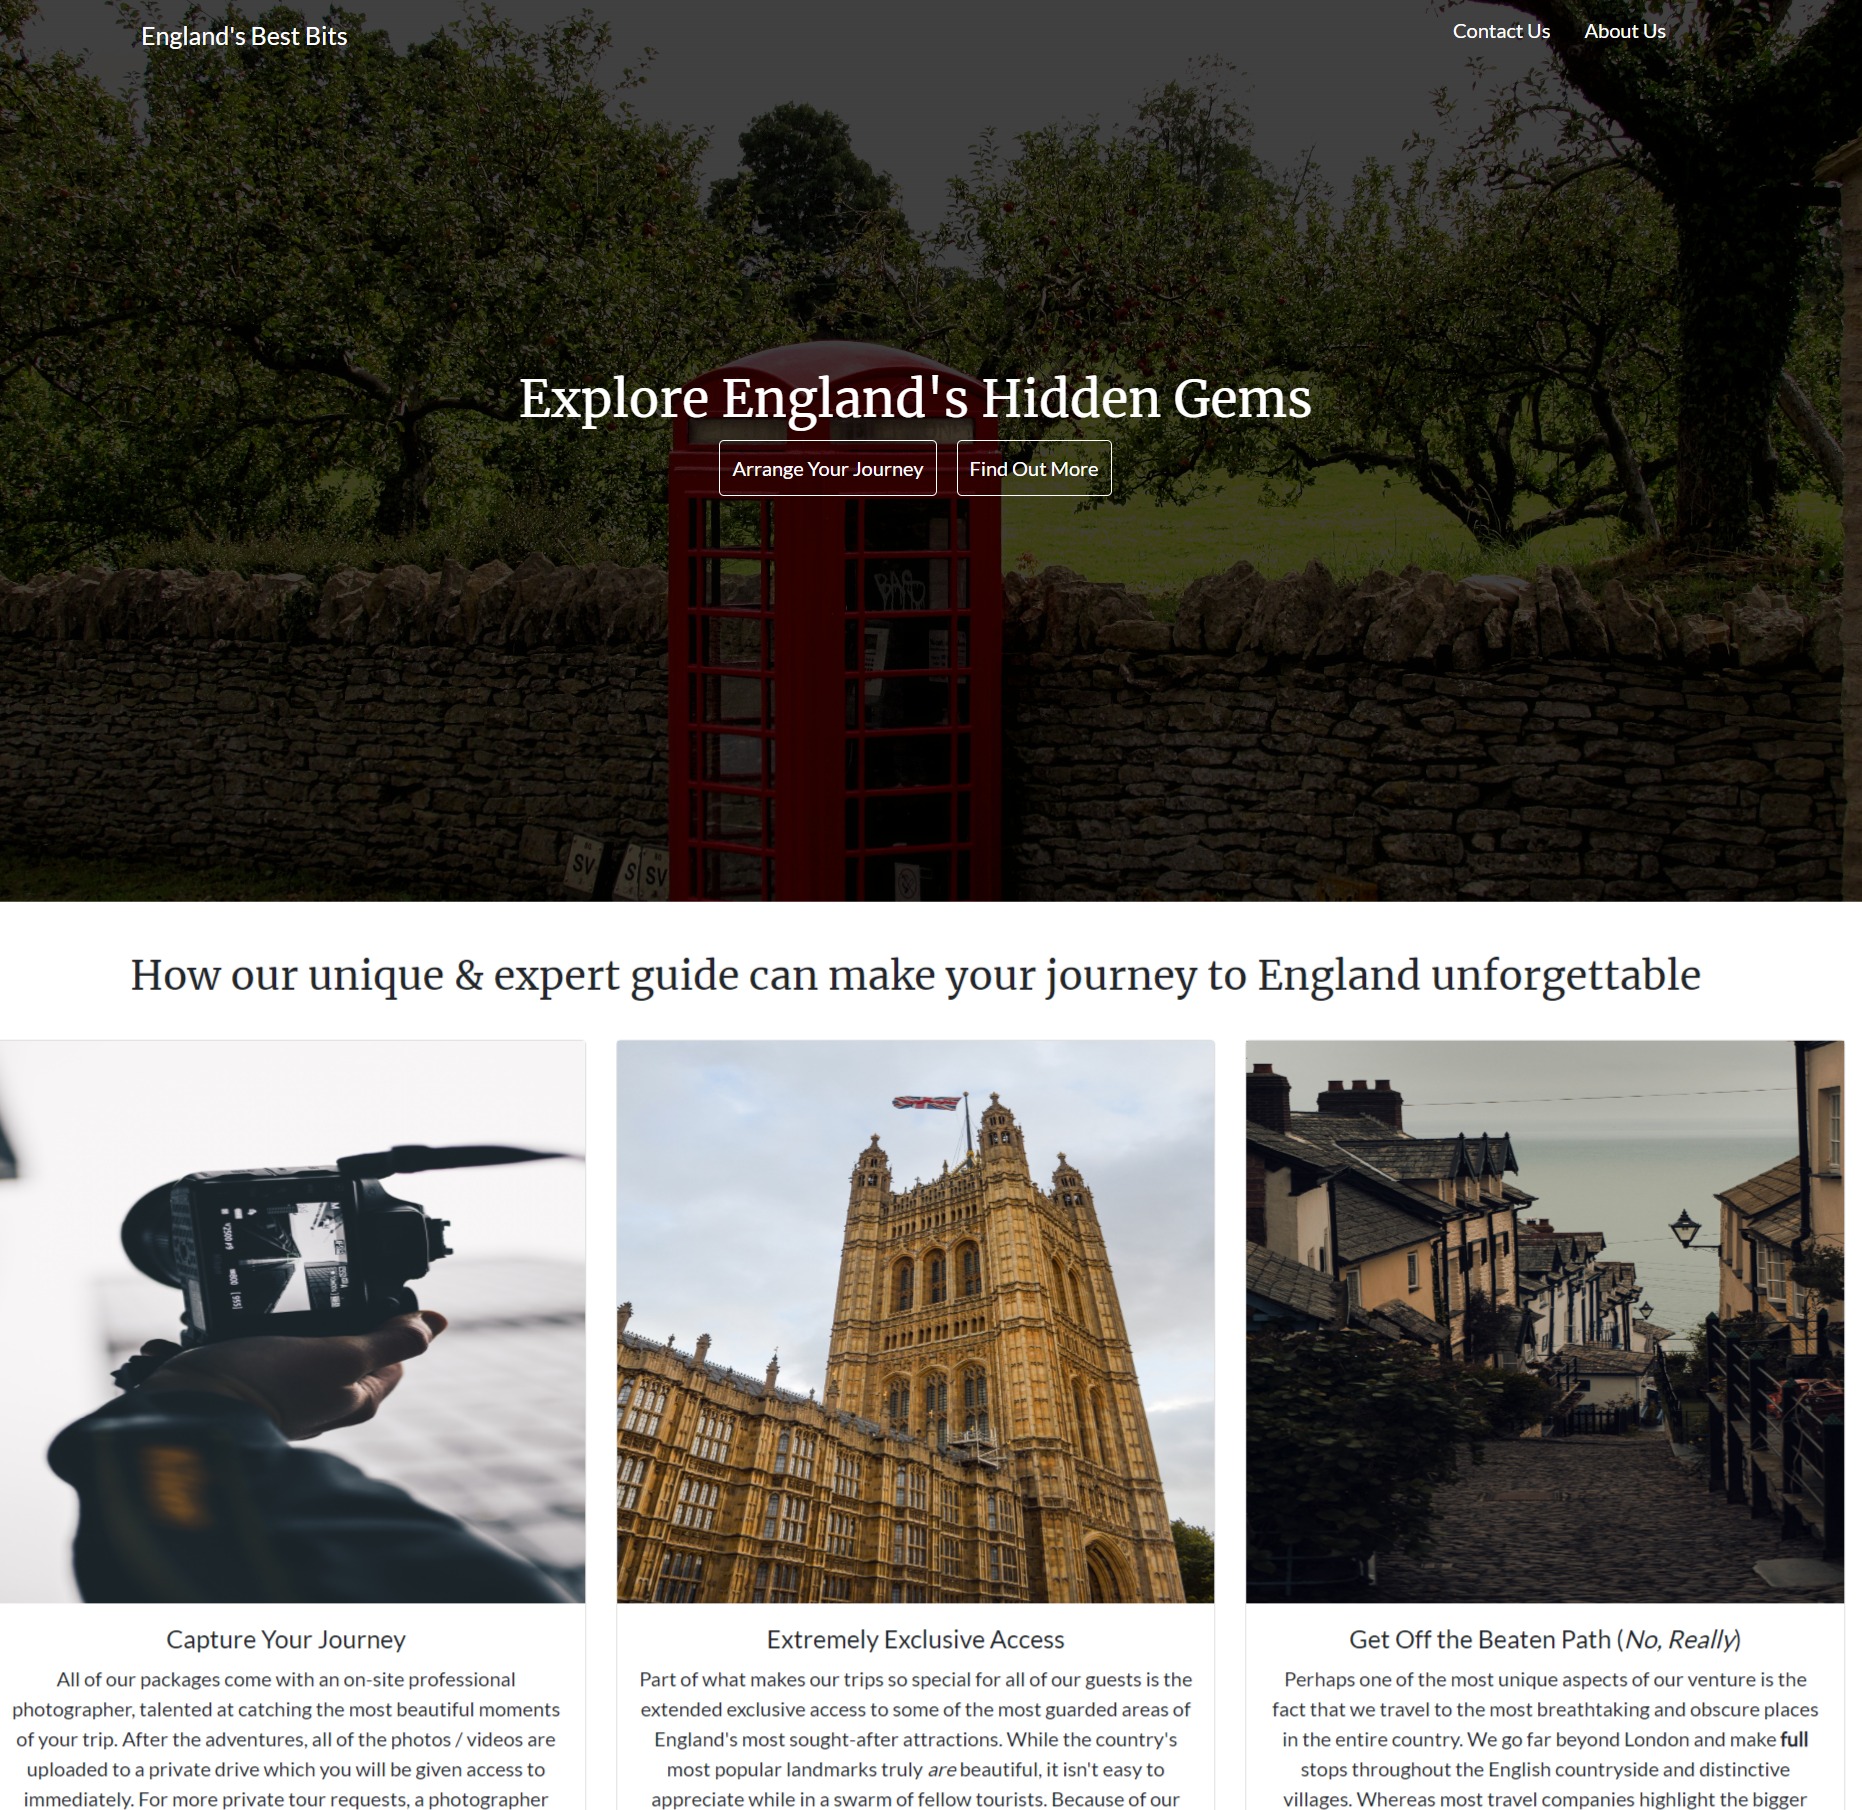 England's Best Bits
Contact Us
About Us
Explore England's Hidden Gems
Arrange Your Journey
Find Out More
BAAD
SV
S
SV
How our unique & expert guide can make your journey to England unforgettable
Capture Your Journey
All of our packages come with an on-site professional
photographer, talented at catching the most beautiful moments
of your trip. After the adventures, all of the photos / videos are
uploaded to a private drive which you will be given access to
immediately. For more private tour requests, a photographer
Extremely Exclusive Access
Part of what makes our trips so special for all of our guests is the
extended exclusive access to some of the most guarded areas of
England's most sought-after attractions. While the country's
most popular landmarks truly are beautiful, it isn't easy to
appreciate while in a swarm of fellow tourists. Because of our
Get Off the Beaten Path (No, Really)
Perhaps one of the most unique aspects of our venture is the
fact that we travel to the most breathtaking and obscure places
in the entire country. We go far beyond London and make full
stops throughout the English countryside and distinctive
villages. Whereas most travel companies highlight the bigger